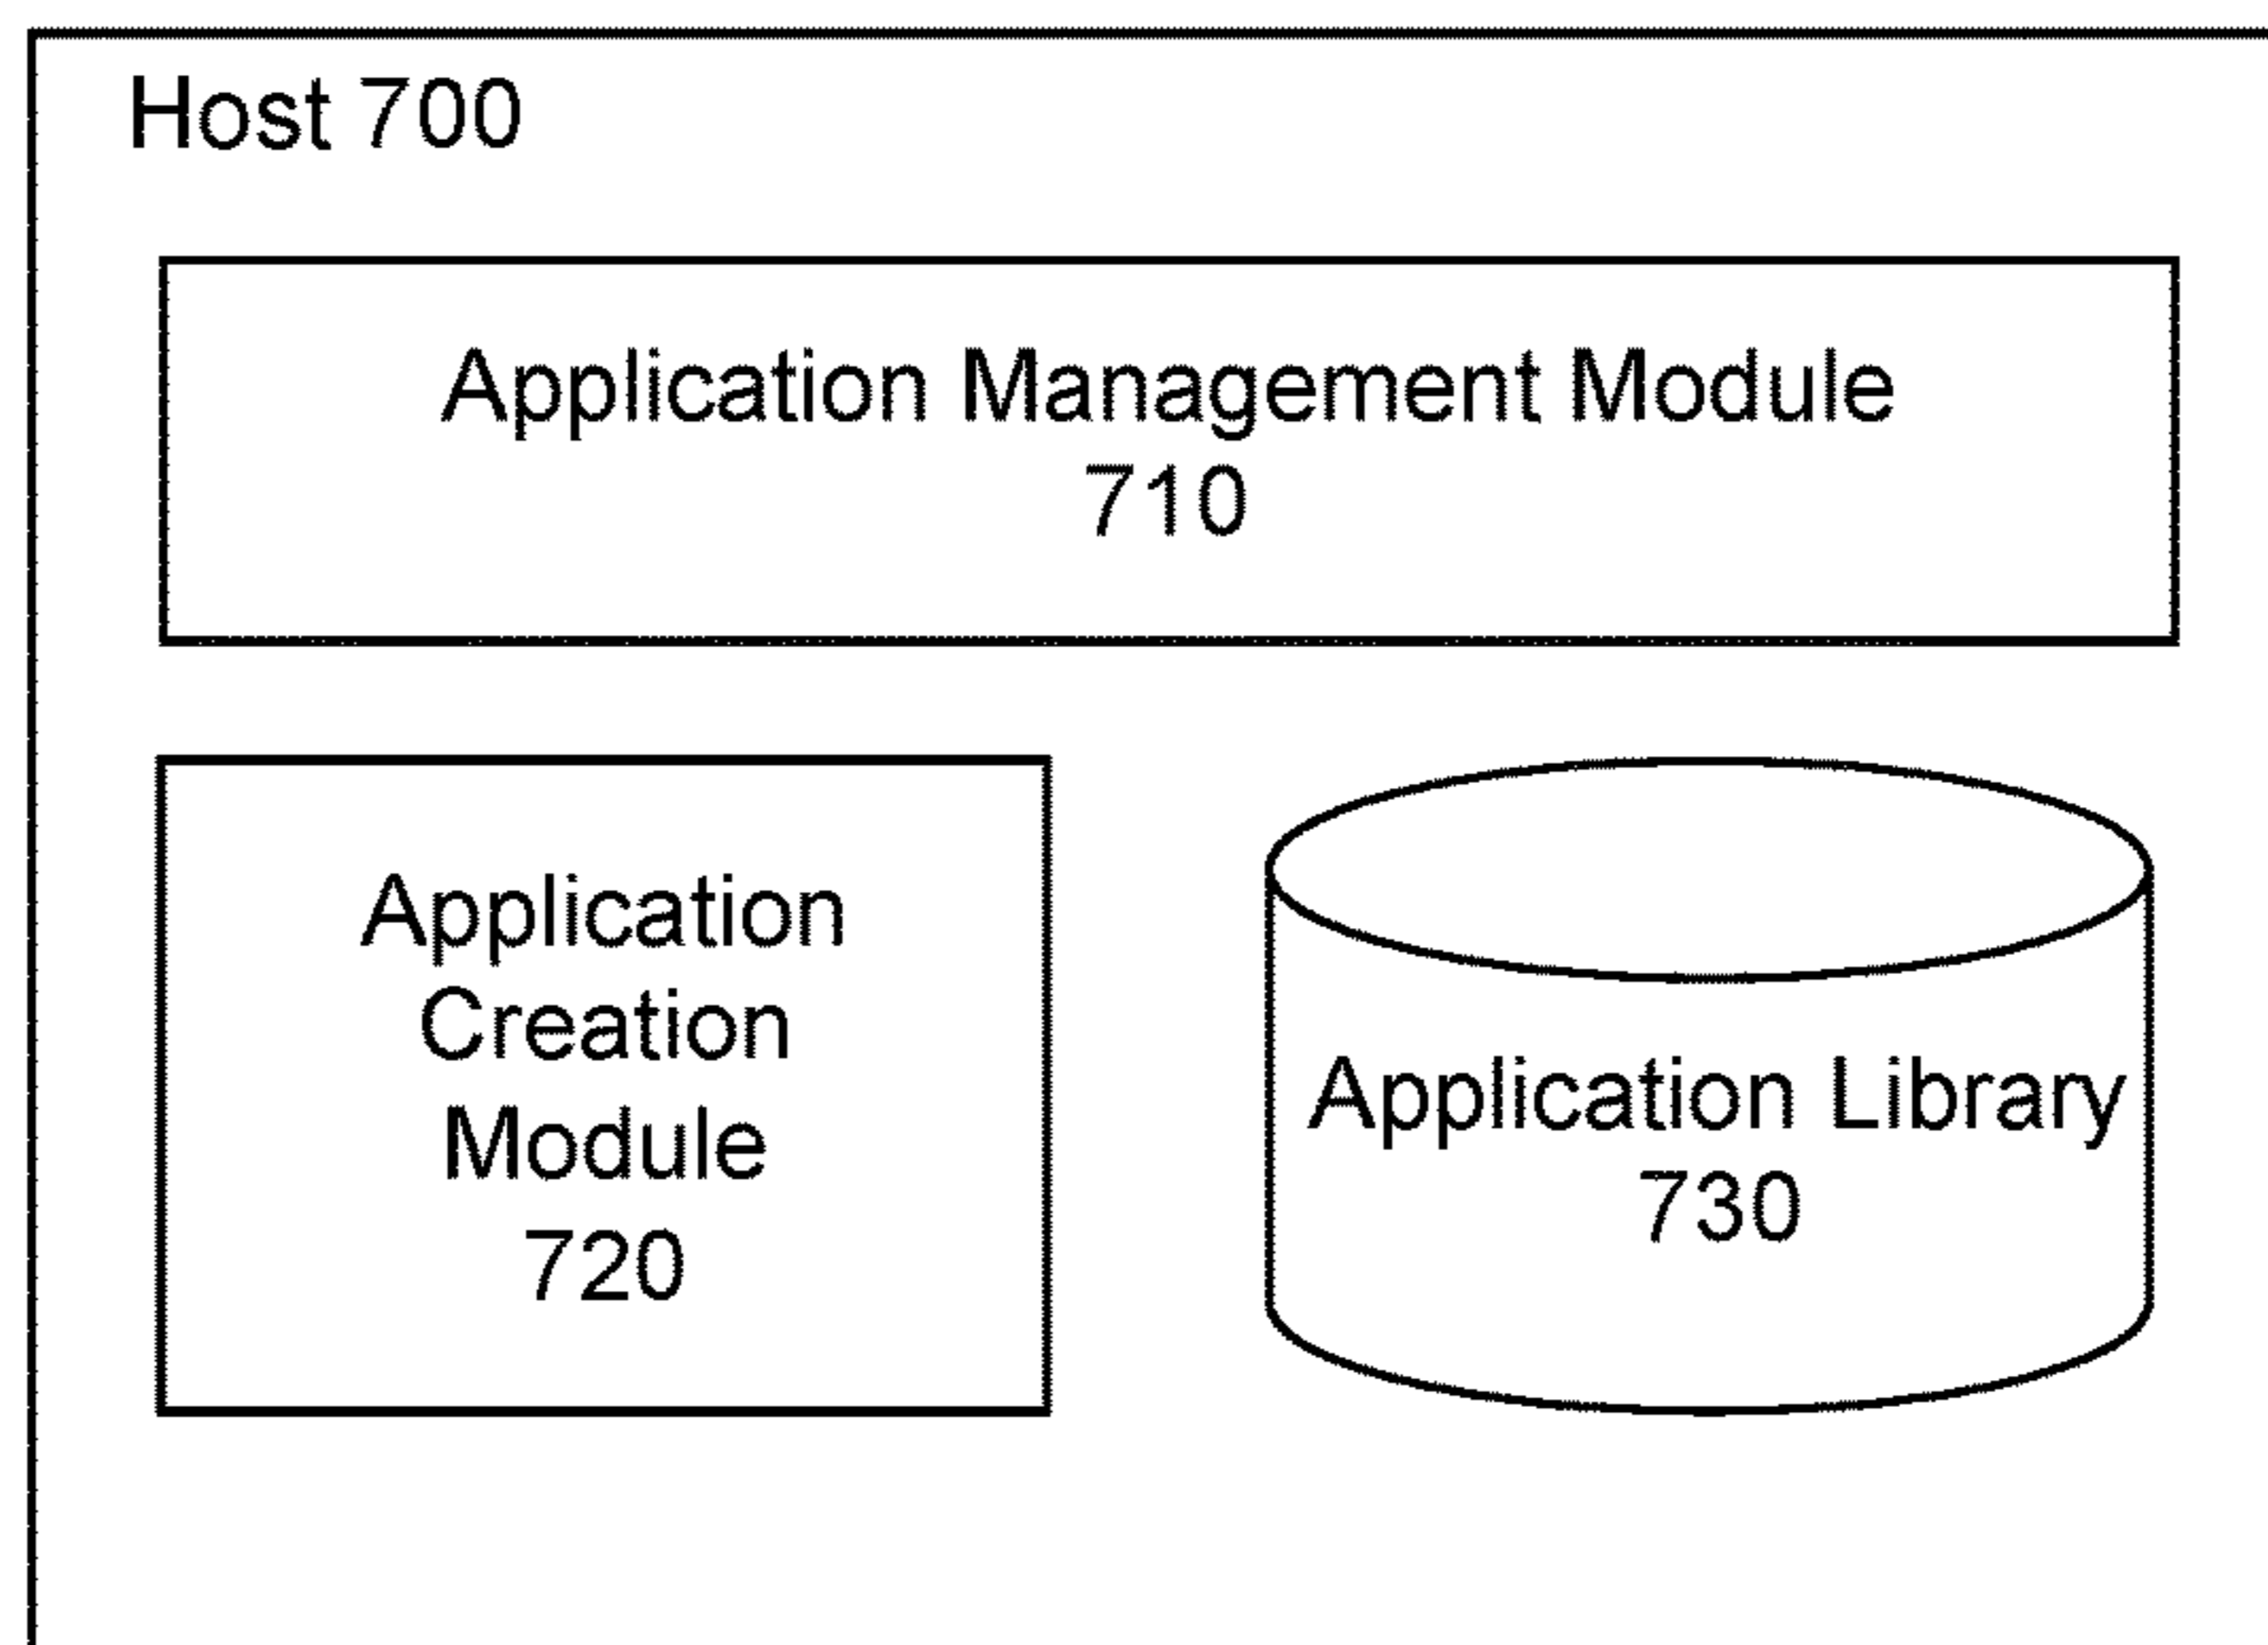 Host 700
Application Management Module
710
Application
Creation
Module
720
Application Library
730